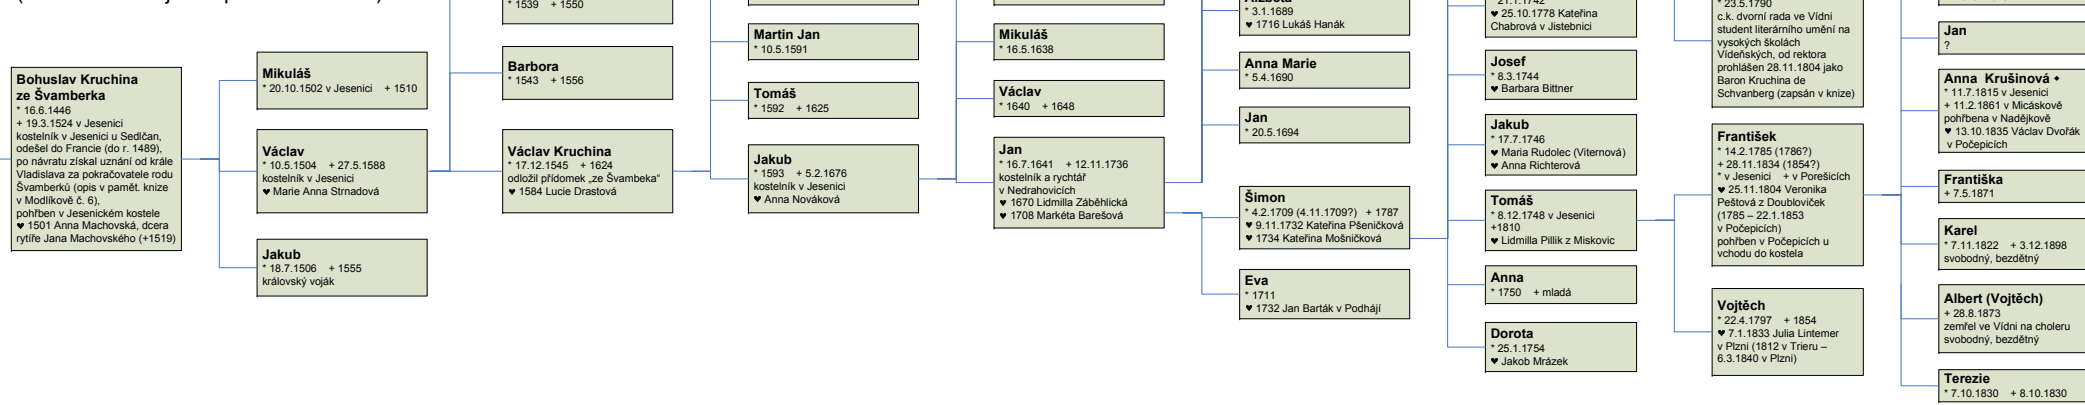 * 1539 + 1550
Bohuslav Kruchina
ze Švamberka
* 16.6.1446
+ 19.3.1524 v Jesenici
kostelník v Jesenici u Sedlčan,
odešel do Francie (do r. 1489),
po návratu získal uznání od krále
Vladislava za pokračovatele rodu
Švamberků (opis v pamět. knize
v Modlíkově č. 6),
pohřben v Jesenickém kostele
♥ 1501 Anna Machovská, dcera
rytíře Jana Machovského (+1519)
Mikuláš
* 20.10.1502 v Jesenici + 1510
Václav
* 10.5.1504 + 27.5.1588
kostelník v Jesenici
♥ Marie Anna Strnadová
Jakub
* 18.7.1506 + 1555
královský voják
Barbora
* 1543 + 1556
Václav Kruchina
* 17.12.1545 + 1624
odložil přídomek „ze Švambeka“
♥ 1584 Lucie Drastová
Martin Jan
* 10.5.1591
Tomáš
* 1592 + 1625
Jakub
* 1593 + 5.2.1676
kostelník v Jesenici
♥ Anna Nováková
Mikuláš
* 16.5.1638
Václav
* 1640 + 1648
Jan
* 16.7.1641 + 12.11.1736
kostelník a rychtář
v Nedrahovicích
♥ 1670 Lidmilla Záběhlická
♥ 1708 Markéta Barešová
* 3.1.1689
♥ 1716 Lukáš Hanák
Anna Marie
* 5.4.1690
Jan
* 20.5.1694
Šimon
* 4.2.1709 (4.11.1709?) + 1787
♥ 9.11.1732 Kateřina Pšeničková
♥ 1734 Kateřina Mošničková
Eva
* 1711
♥ 1732 Jan Barták v Podhájí
♥ 25.10.1778 Kateřina
Chabrová v Jistebnici
Josef
* 8.3.1744
♥ Barbara Bittner
Jakub
* 17.7.1746
♥ Maria Rudolec (Viternová)
♥ Anna Richterová
Tomáš
* 8.12.1748 v Jesenici
+1810
♥ Lidmilla Pillik z Miskovic
Anna
* 1750 + mladá
Dorota
* 25.1.1754
♥ Jakob Mrázek
* 23.5.1790
c.k. dvorní rada ve Vídni
student literárního umění na
vysokých školách
Vídeňských, od rektora
prohlášen 28.11.1804 jako
Baron Kruchina de
Schvanberg (zapsán v knize)
František
* 14.2.1785 (1786?)
+ 28.11.1834 (1854?)
* v Jesenici + v Porešicích
♥ 25.11.1804 Veronika
Peštová z Doubloviček
(1785 – 22.1.1853
v Počepicích)
pohřben v Počepicích u
vchodu do kostela
Vojtěch
* 22.4.1797 + 1854
♥ 7.1.1833 Julia Lintemer
v Plzni (1812 v Trieru –
6.3.1840 v Plzni)
Jan
?
Anna Krušinová ♦
* 11.7.1815 v Jesenici
+ 11.2.1861 v Micáskově
pohřbena v Nadějkově
♥ 13.10.1835 Václav Dvořák
v Počepicích
Františka
+ 7.5.1871
Karel
* 7.11.1822 + 3.12.1898
svobodný, bezdětný
Albert (Vojtěch)
+ 28.8.1873
zemřel ve Vídni na choleru
svobodný, bezdětný
Terezie
* 7.10.1830 + 8.10.1830